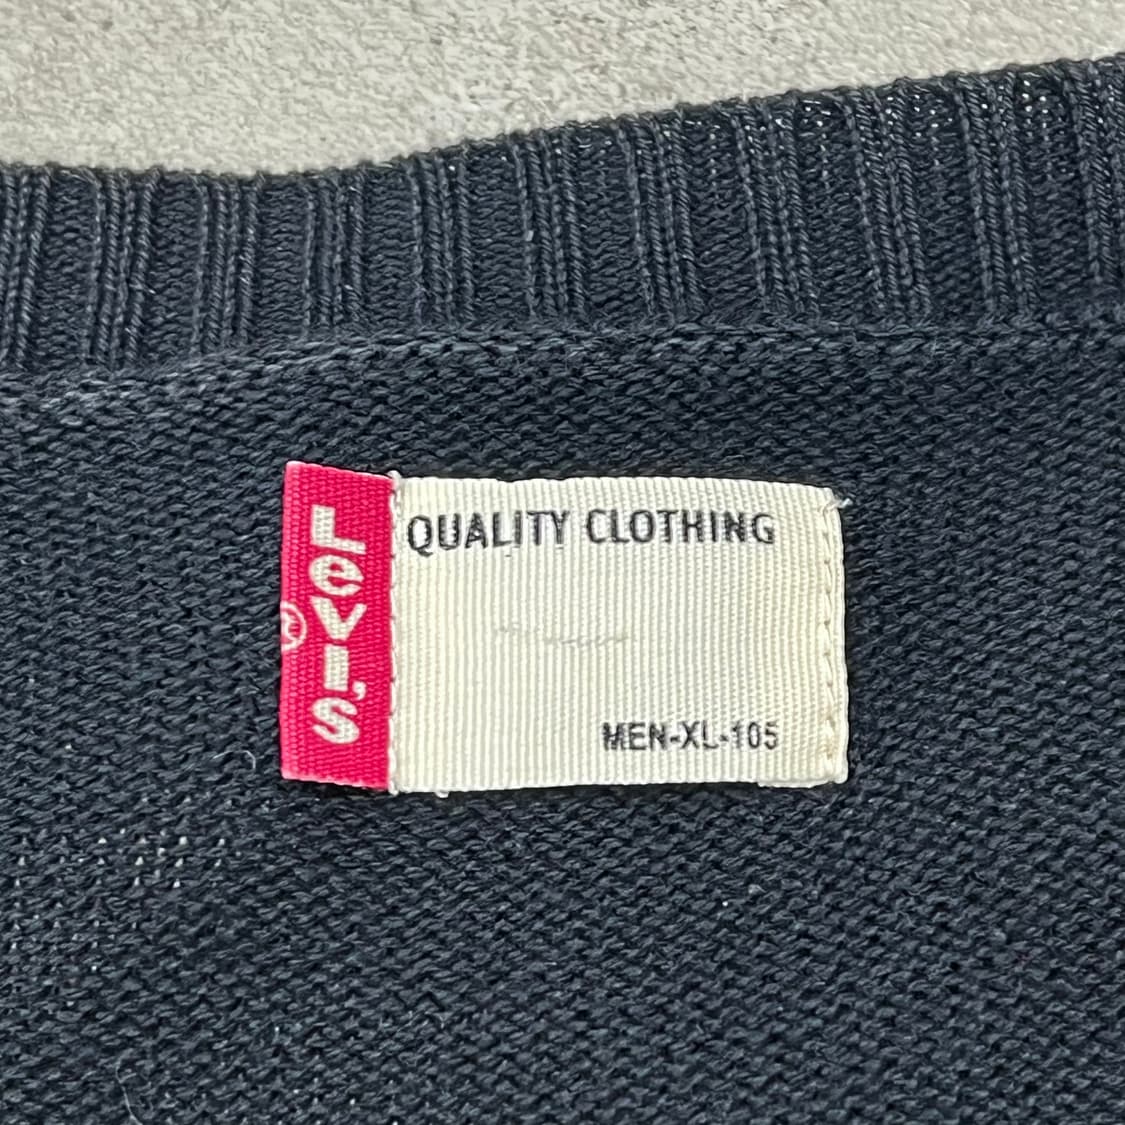 Levi's
®
QUALITY CLOTHING
MEN-XL-105